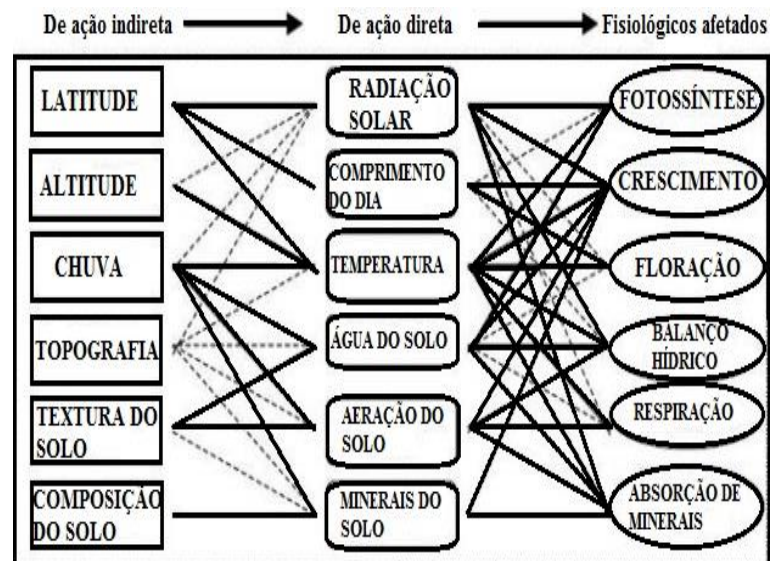 De ação indireta
De ação direta
Fisiológicos afetados
LATITUDE
ALTITUDE
CHUVA
TOPOGRAFIA
TEXTURA DO
SOLO
COMPOSIÇÃO
DO SOLO
RADIAÇÃO
SOLAR
COMPRIMENTO
DO DIA
TEMPERATURA
ÁGUA DO SOLO
AERAÇÃO DO
SOLO
MINERAIS DO
SOLO
FOTOSSÍNTESE
CRESCIMENTO
FLORAÇÃO
BALANÇO
HÍDRICO
RESPIRAÇÃO
ABSORÇÃO DE
MINERAIS